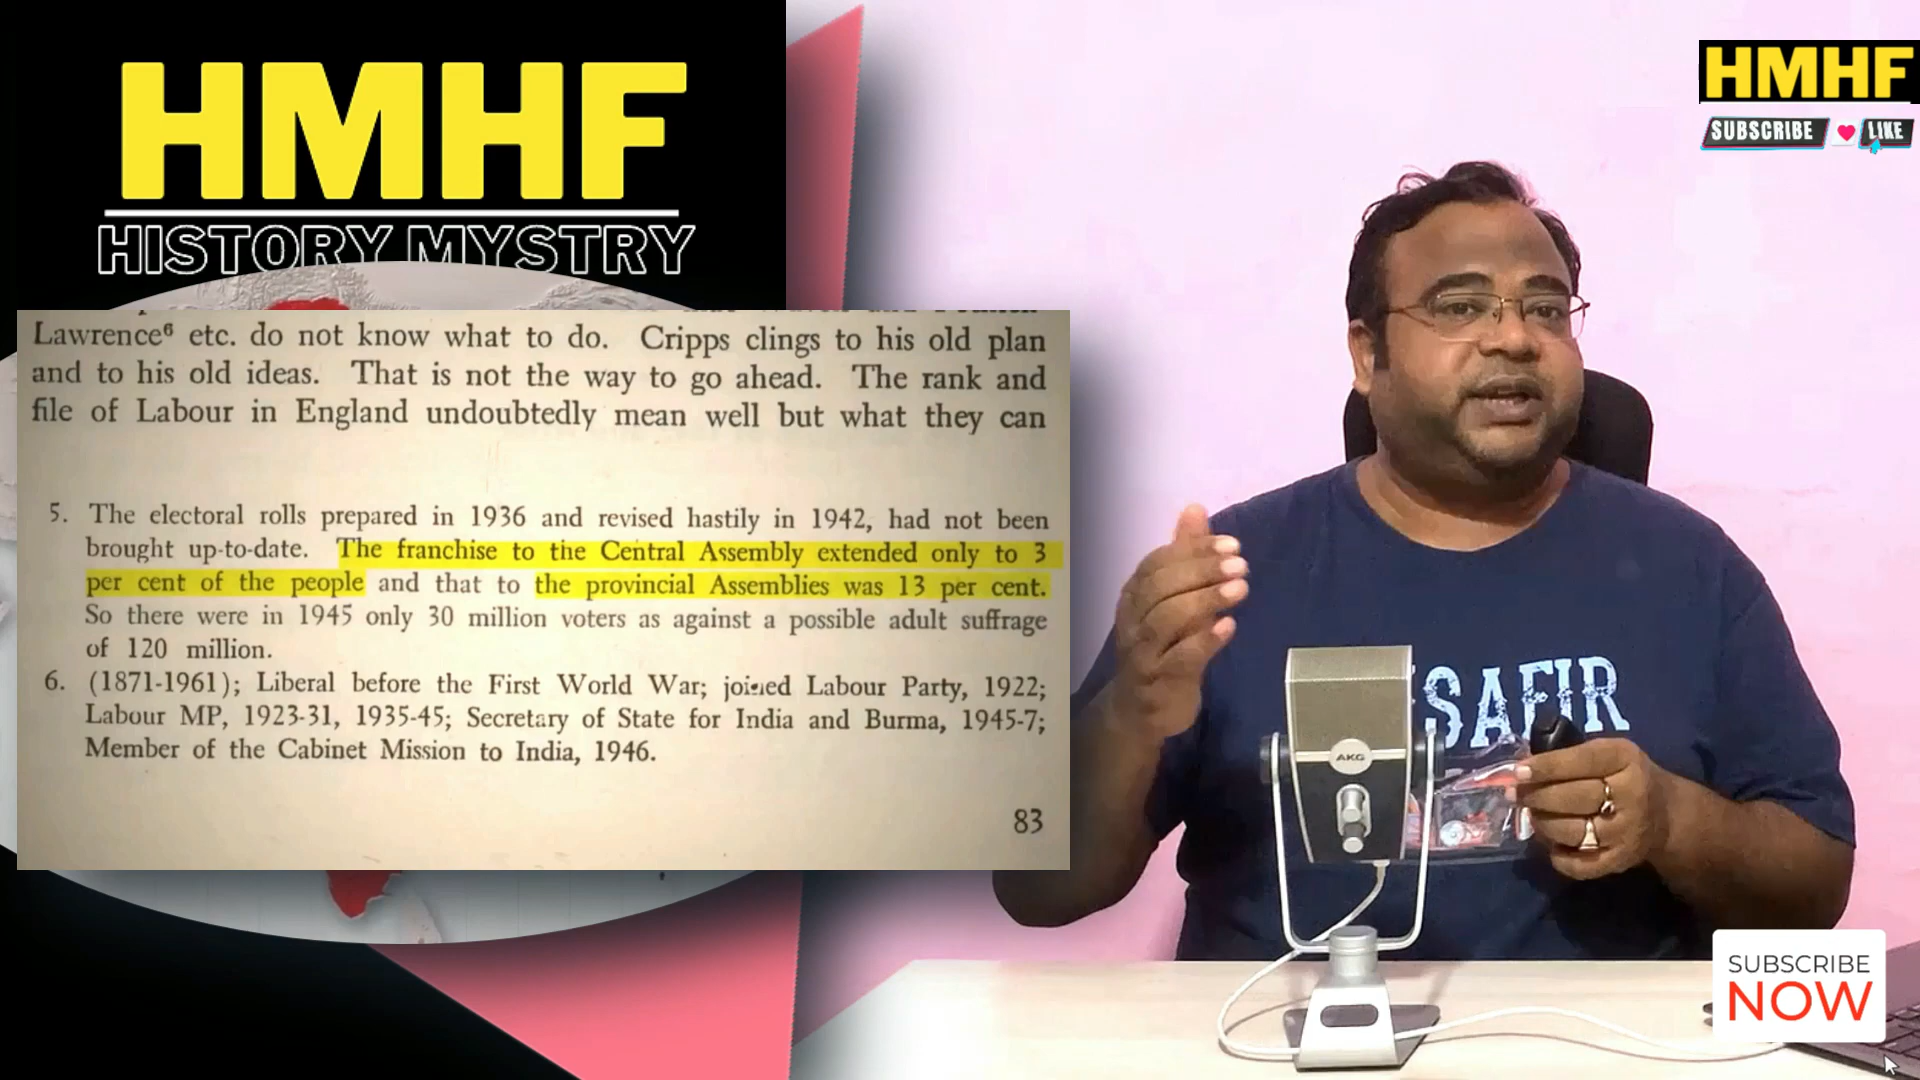 HMHF
HISTORY MYSTRY
Lawrence⁶ etc. do not know what to do. Cripps clings to his old plan
and to his old ideas. That is not the way to go ahead. The rank and
file of Labour in England undoubtedly mean well but what they can
5. The electoral rolls prepared in 1936 and revised hastily in 1942, had not been
brought up-to-date. The franchise to the Central Assembly extended only to 3
per cent of the people and that to the provincial Assemblies was 13 per cent.
So there were in 1945 only 30 million voters as against a possible adult suffrage
of 120 million.
6. (1871-1961); Liberal before the First World War; joined Labour Party, 1922;
Labour MP, 1923-31, 1935-45; Secretary of State for India and Burma, 1945-7;
Member of the Cabinet Mission to India, 1946.
83
HMHF
SUBSCRIBE LIKE
SAFIR
AKG
SUBSCRIBE
NOW